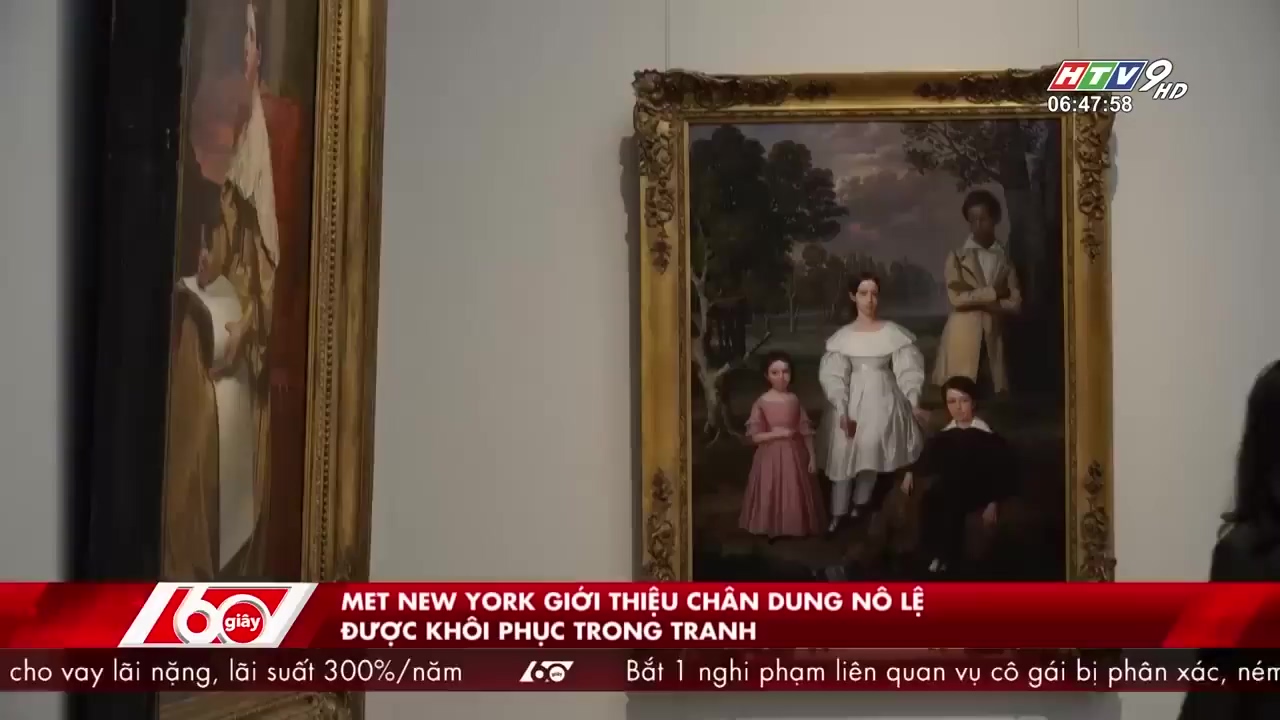 HTV9 HD
06:47:58
60 giây
MET NEW YORK GIỚI THIỆU CHÂN DUNG NÔ LỆ
ĐƯỢC KHÔI PHỤC TRONG TRANH
cho vay lãi nặng, lãi suất 300%/năm 60 giây Bắt 1 nghi phạm liên quan vụ cô gái bị phân xác, ném